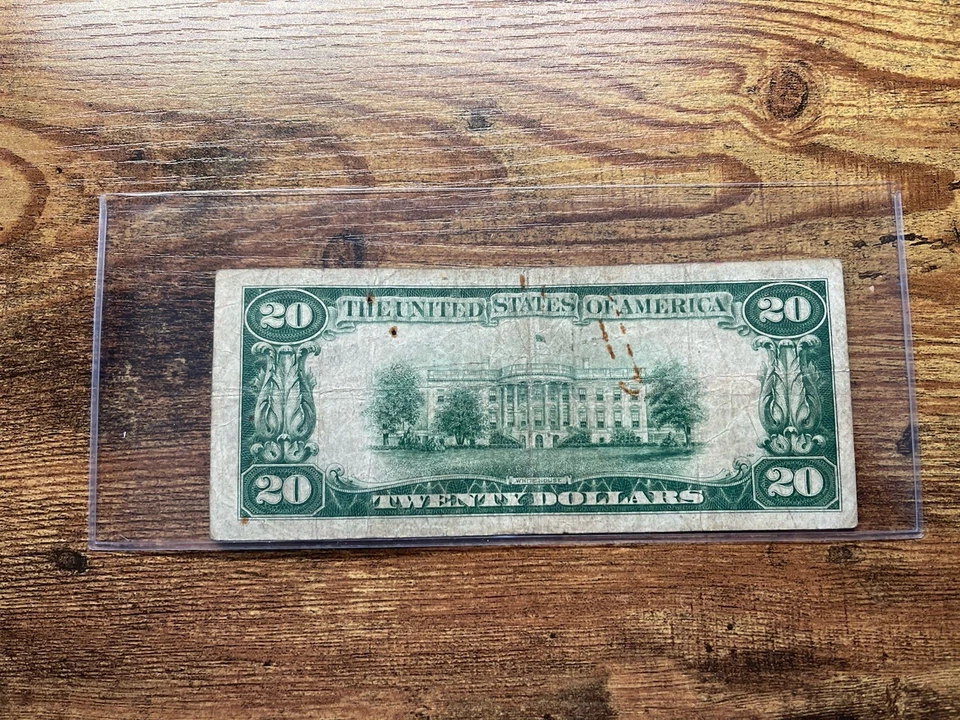 20 THE UNITED STATES OF AMERICA 20
WHITE HOUSE
20 TWENTY DOLLARS 20